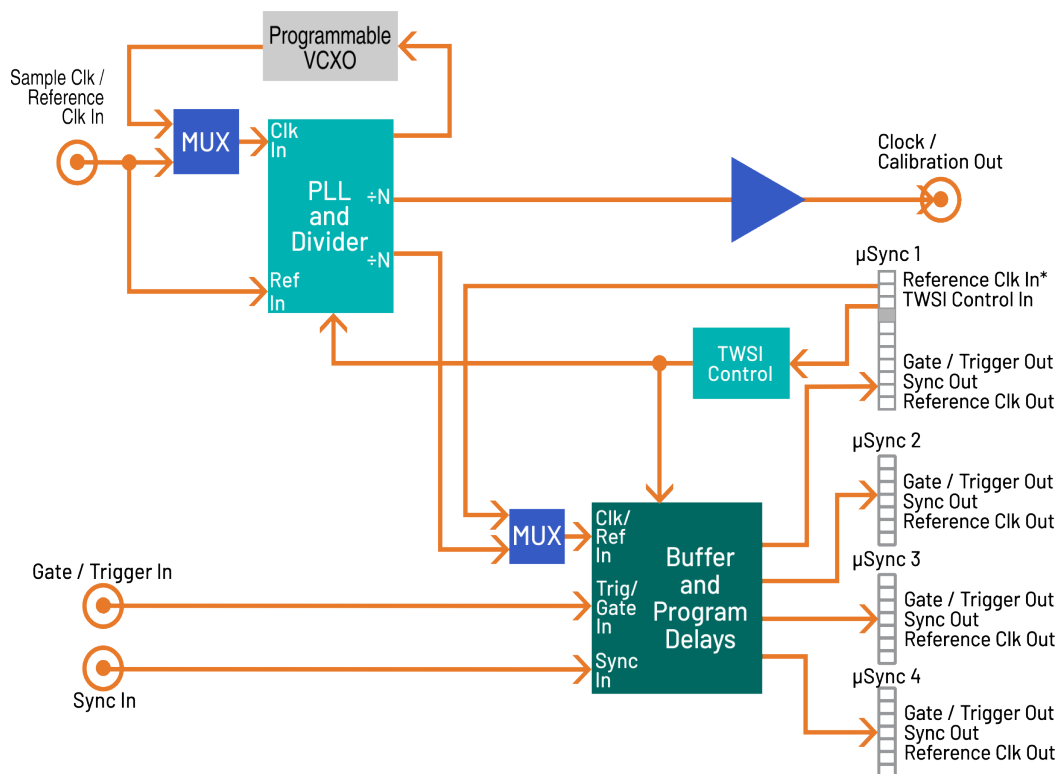 Programmable
VCXO
Sample Clk /
Reference
Clk In
MUX
Clk
In
PLL
and
Divider
÷N
÷N
Ref
In
Clock /
Calibration Out
µSync 1
Reference Clk In*
TWSI Control In
Gate / Trigger Out
Sync Out
Reference Clk Out
TWSI
Control
µSync 2
Gate / Trigger Out
Sync Out
Reference Clk Out
MUX
Clk/
Ref
In
Trig/
Gate
In
Sync
In
Buffer
and
Program
Delays
Gate / Trigger In
Sync In
µSync 3
Gate / Trigger Out
Sync Out
Reference Clk Out
µSync 4
Gate / Trigger Out
Sync Out
Reference Clk Out